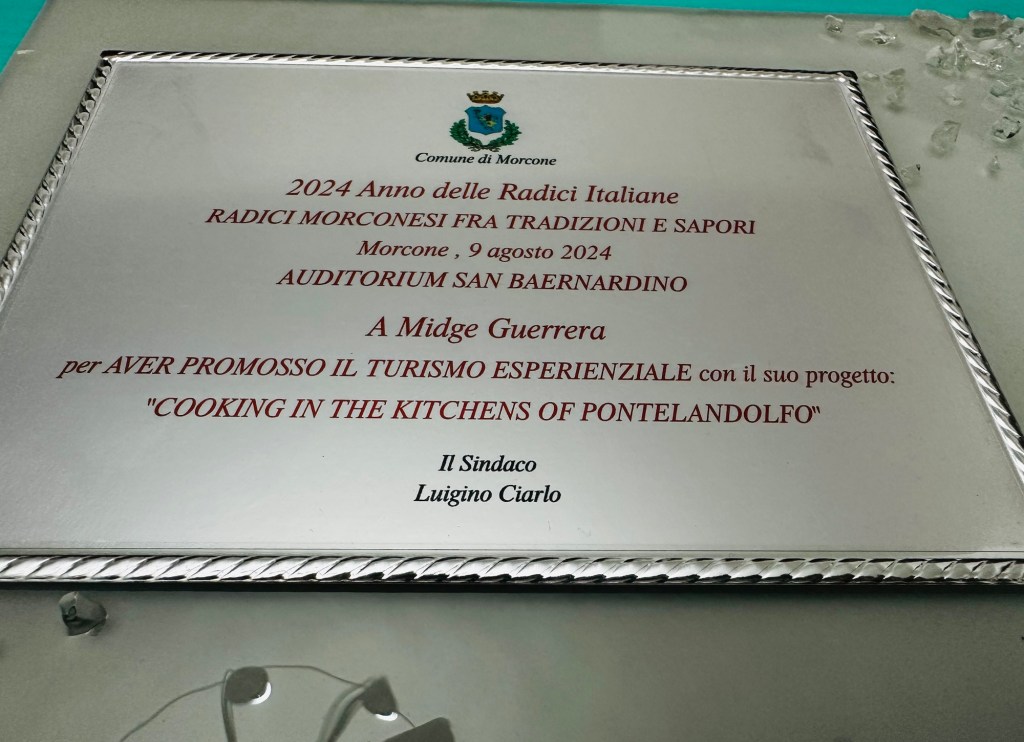 Comune di Morcone
2024 Anno delle Radici Italiane
RADICI MORCONESI FRA TRADIZIONI E SAPORI
Morcone , 9 agosto 2024
AUDITORIUM SAN BAERNARDINO
A Midge Guerrera
per AVER PROMOSSO IL TURISMO ESPERIENZIALE con il suo progetto:
"COOKING IN THE KITCHENS OF PONTELANDOLFO"
Il Sindaco
Luigino Ciarlo